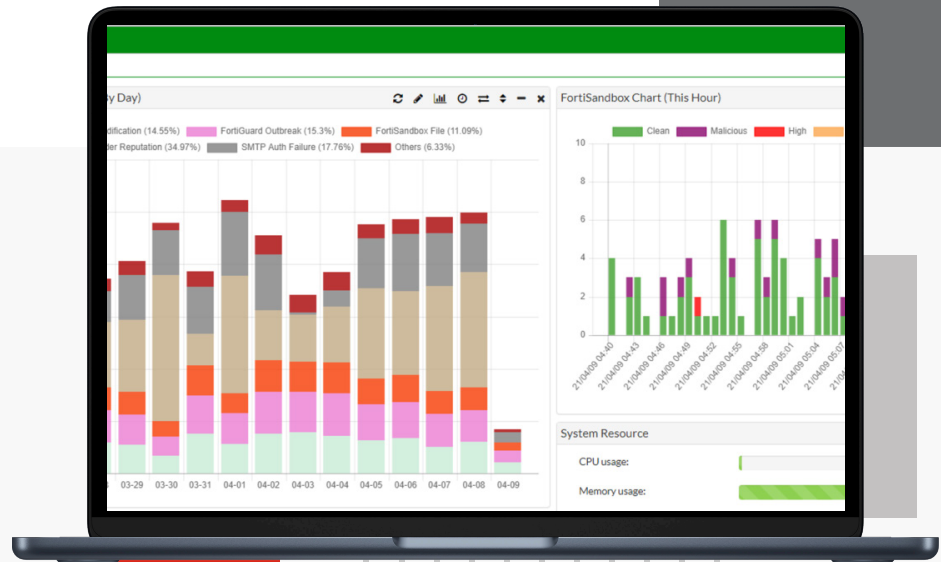 y Day)
dification (14.55%) FortiGuard Outbreak (15.3%) FortiSandbox File (11.09%)
er Reputation (34.97%) SMTP Auth Failure (17.76%) Others (6.33%)
03-29 03-30 03-31 04-01 04-02 04-03 04-04 04-05 04-06 04-07 04-08 04-09
FortiSandbox Chart (This Hour)
Clean Malicious High
10
8
6
4
2
0
21/04/09 04:40 21/04/09 04:43 21/04/09 04:46 21/04/09 04:49 21/04/09 04:52 21/04/09 04:55 21/04/09 04:58 21/04/09 05:01 21/04/09 05:04 21/04/09 05:07
System Resource
CPU usage:
Memory usage: